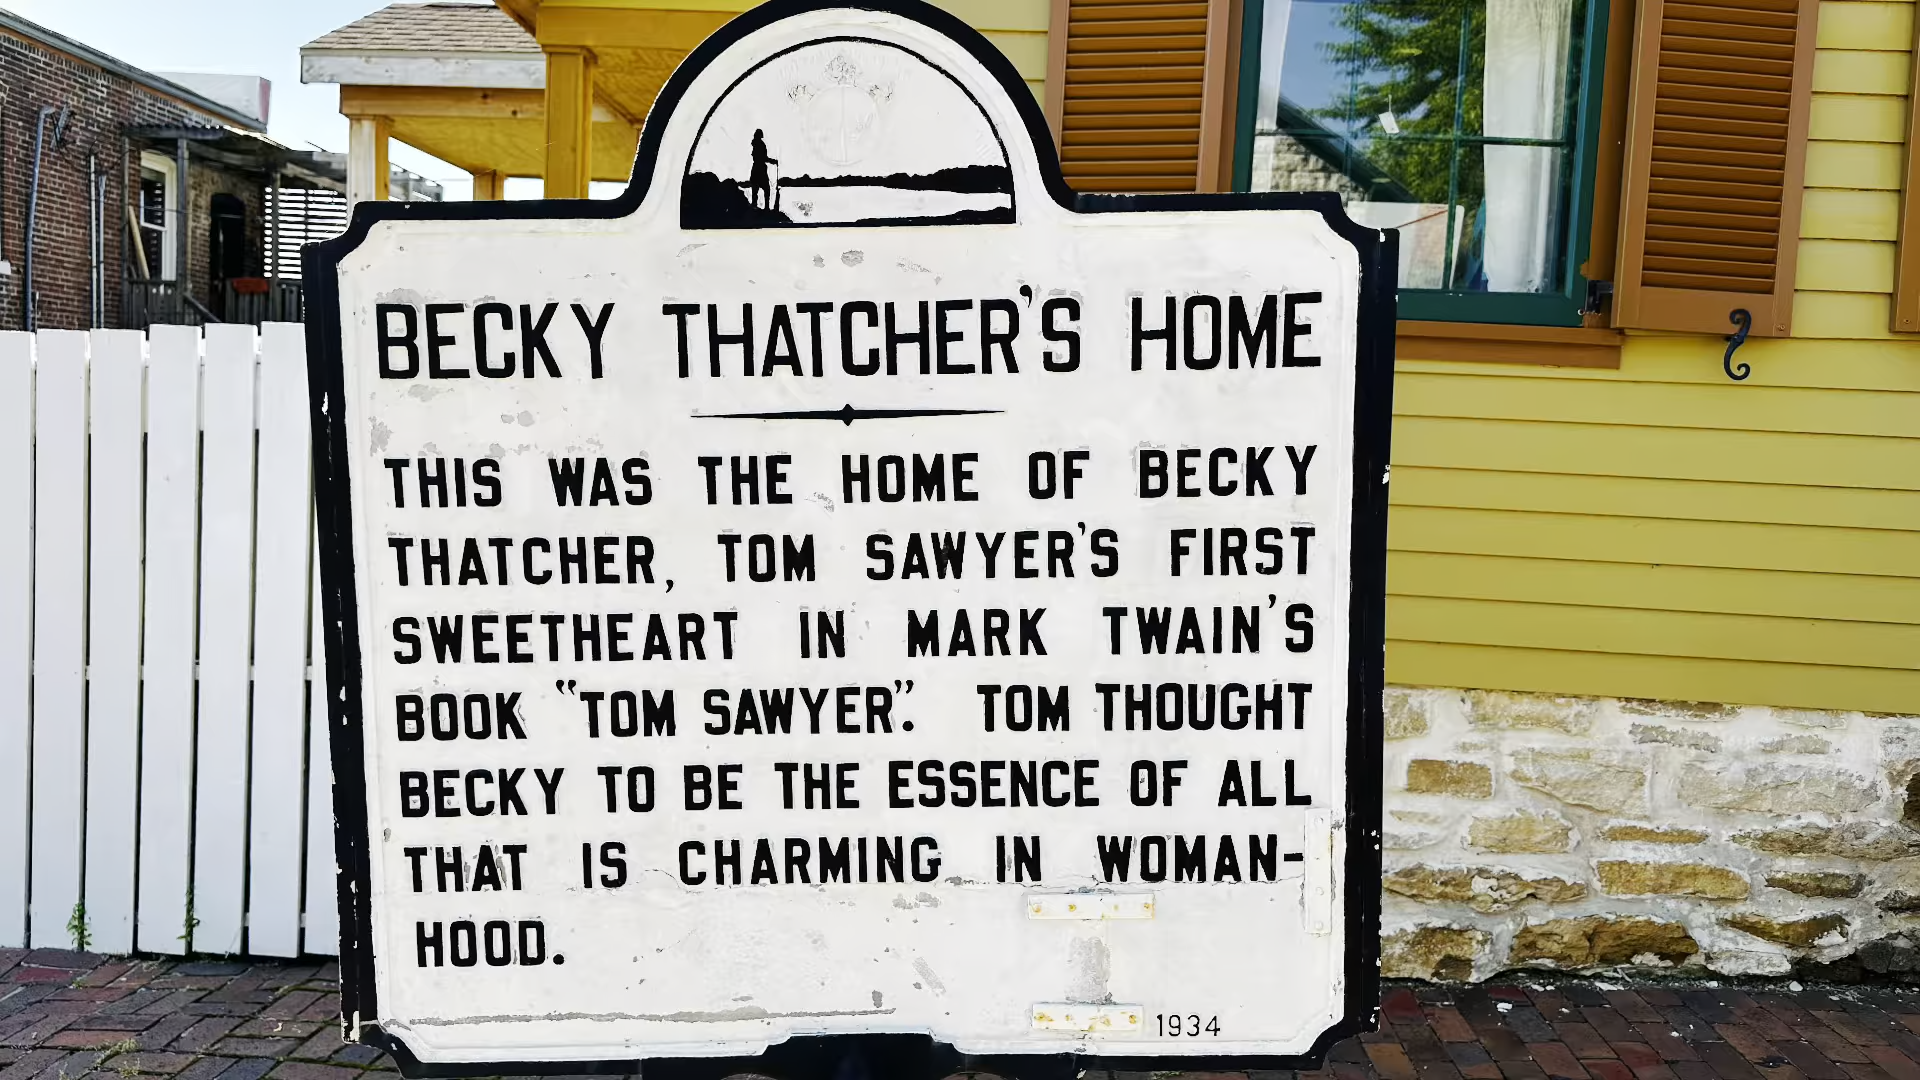 BECKY THATCHER'S HOME
THIS WAS THE HOME OF BECKY
THATCHER, TOM SAWYER'S FIRST
SWEETHEART IN MARK TWAIN'S
BOOK "TOM SAWYER". TOM THOUGHT
BECKY TO BE THE ESSENCE OF ALL
THAT IS CHARMING IN WOMAN-
HOOD.
1934